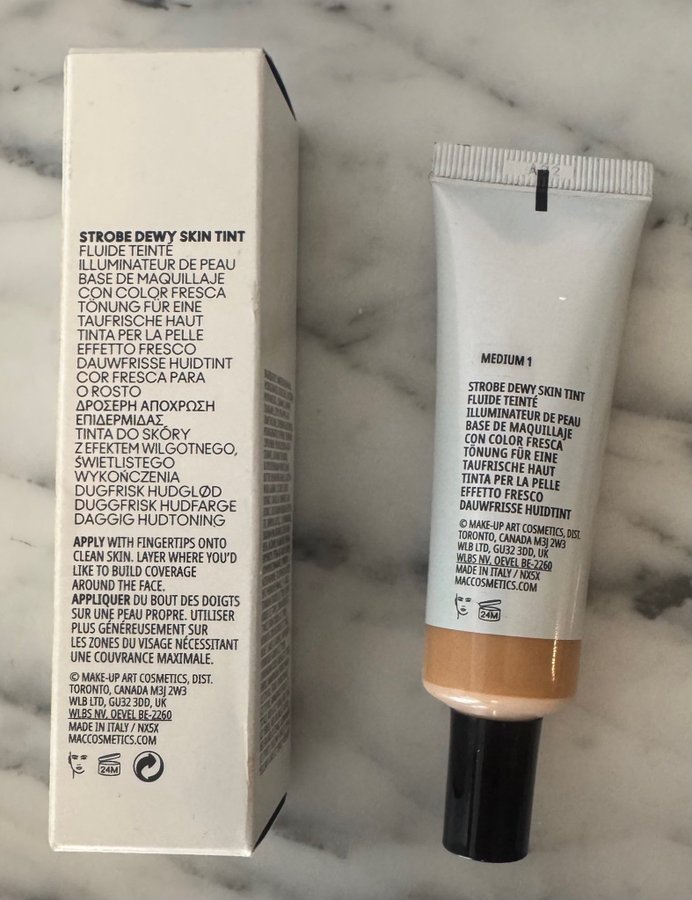 STROBE DEWY SKIN TINT
FLUIDE TEINTÉ
ILLUMINATEUR DE PEAU
BASE DE MAQUILLAJE
CON COLOR FRESCA
TÖNUNG FÜR EINE
TAUFRISCHE HAUT
TINTA PER LA PELLE
EFFETTO FRESCO
DAUWFRISSE HUIDTINT
COR FRESCA PARA
O ROSTO
ΔΡΟΣΕΡΗ ΑΠΟΧΡΩΣΗ
ΕΠΙΔΕΡΜΙΔΑΣ
TINTA DO SKÓRY
Z EFEKTEM WILGOTNEGO,
ŚWIETLISTEGO
WYKOŃCZENIA
DUGFRISK HUDGLØD
DUGGFRISK HUDFARGE
DAGGIG HUDTONING
APPLY WITH FINGERTIPS ONTO
CLEAN SKIN. LAYER WHERE YOU'D
LIKE TO BUILD COVERAGE
AROUND THE FACE.
APPLIQUER DU BOUT DES DOIGTS
SUR UNE PEAU PROPRE. UTILISER
PLUS GÉNÉREUSEMENT SUR
LES ZONES DU VISAGE NÉCESSITANT
UNE COUVRANCE MAXIMALE.
© MAKE-UP ART COSMETICS, DIST.
TORONTO, CANADA M3J 2W3
WLB LTD, GU32 3DD, UK
WLBS NV, OEVEL BE-2260
MADE IN ITALY / NX5X
MACCOSMETICS.COM
24M
MEDIUM 1
STROBE DEWY SKIN TINT
FLUIDE TEINTÉ
ILLUMINATEUR DE PEAU
BASE DE MAQUILLAJE
CON COLOR FRESCA
TÖNUNG FÜR EINE
TAUFRISCHE HAUT
TINTA PER LA PELLE
EFFETTO FRESCO
DAUWFRISSE HUIDTINT
© MAKE-UP ART COSMETICS, DIST.
TORONTO, CANADA M3J 2W3
WLB LTD, GU32 3DD, UK
WLBS NV, OEVEL BE-2260
MADE IN ITALY / NX5X
MACCOSMETICS.COM
24M